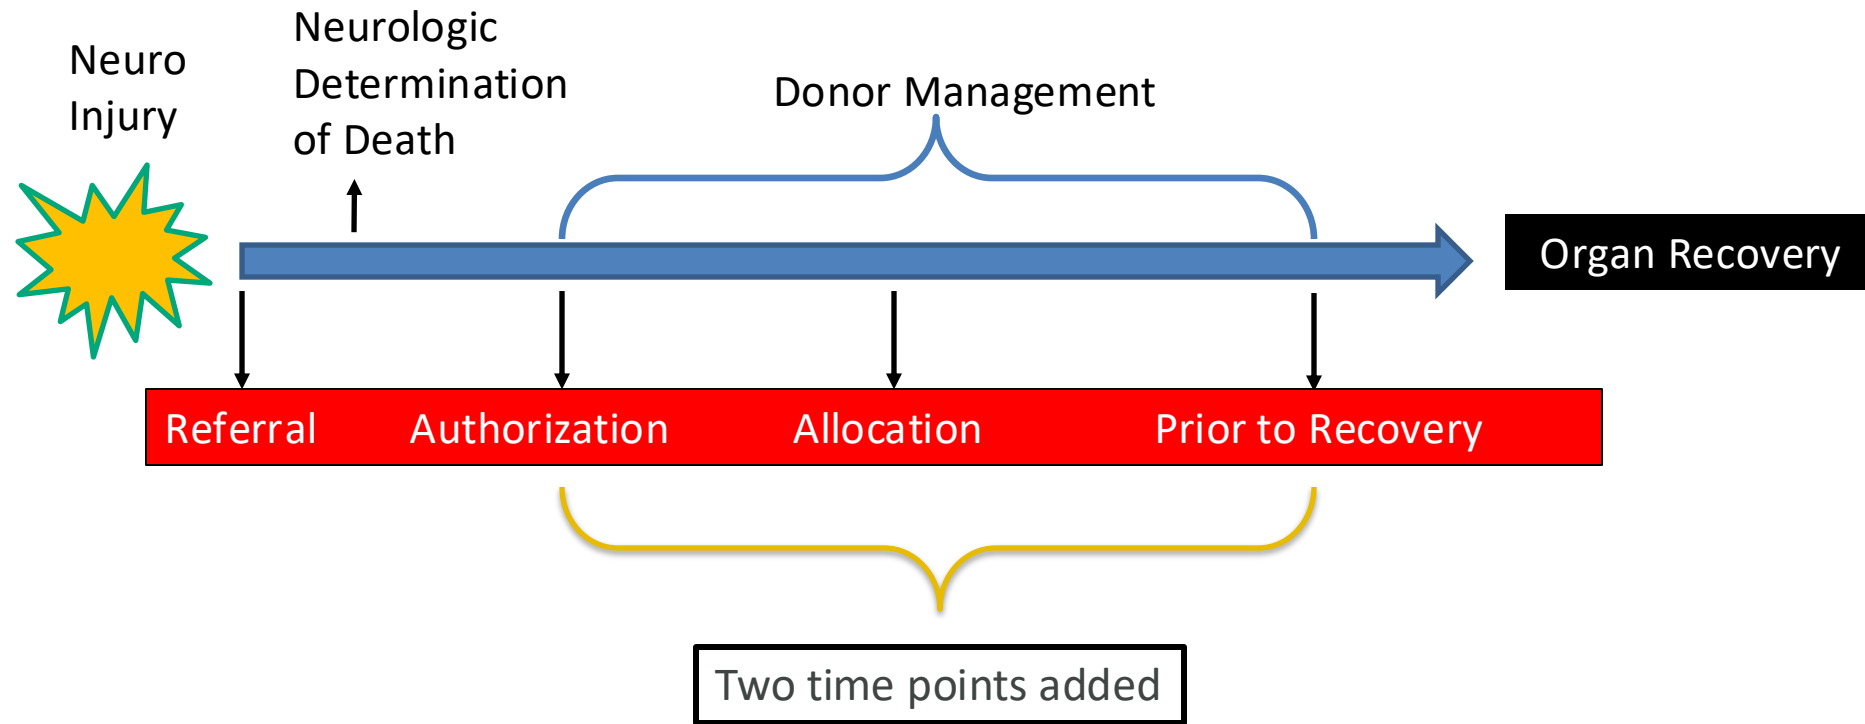 Neuro
Injury
Neurologic
Determination
of Death
Donor Management
Organ Recovery
Referral Authorization Allocation Prior to Recovery
Two time points added